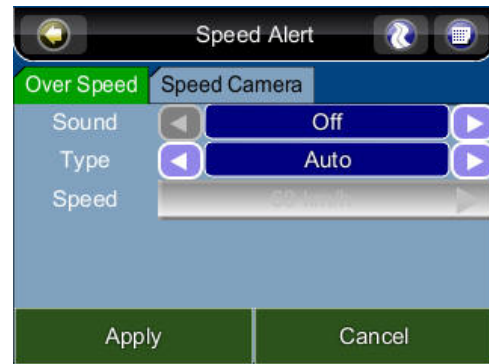 Speed Alert
Over Speed Speed Camera
Sound Off
Type Auto
Speed
Apply Cancel